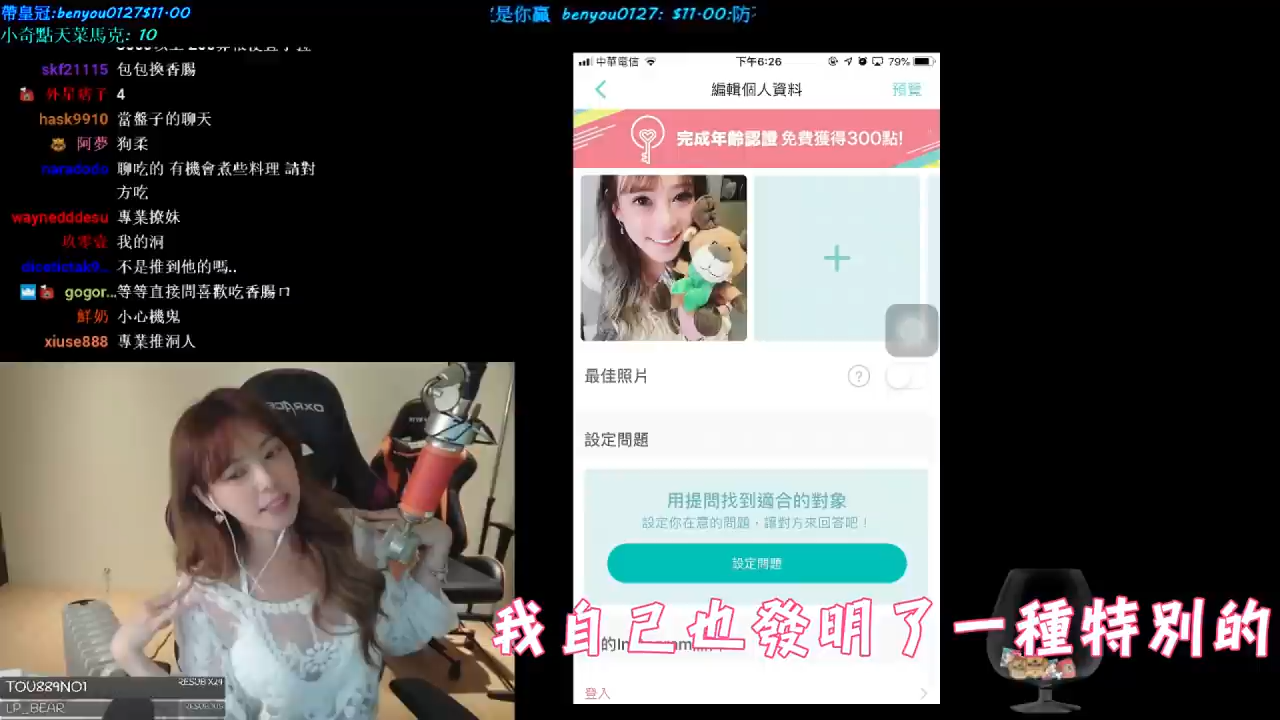 帶皇冠:benyou0127$11.00
是你贏 benyou0127: $11.00:防
小奇點天菜馬克: 10
skf21115 包包換香腸
外星痞子 4
hask9910 當盤子的聊天
阿夢 狗柔
naradodo 聊吃的 有機會煮些料理 請對
方吃
waynedddesu 專業撩妹
玖零壹 我的洞
dicetictak9... 不是推到他的嗎..
gogor... 等等直接問喜歡吃香腸ㄇ
鮮奶 小心機鬼
xiuse888 專業推洞人
中華電信 下午6:26 79%
編輯個人資料 預覽
完成年齡認證 免費獲得300點!
最佳照片 ?
設定問題
用提問找到適合的對象
設定你在意的問題,讓對方來回答吧!
設定問題
我自己也發明了一種特別的
登入
DXRACER
TOU889NO1 RESUB X24
LP_BEAR